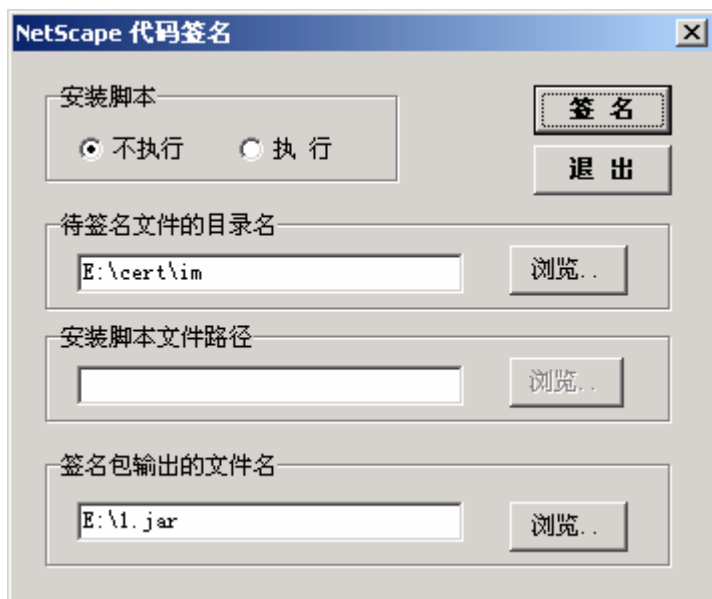 NetScape 代码签名
安装脚本
不执行 执 行
签 名
退 出
待签名文件的目录名
E:\cert\im
浏览..
安装脚本文件路径
浏览..
签名包输出的文件名
E:\1.jar
浏览..